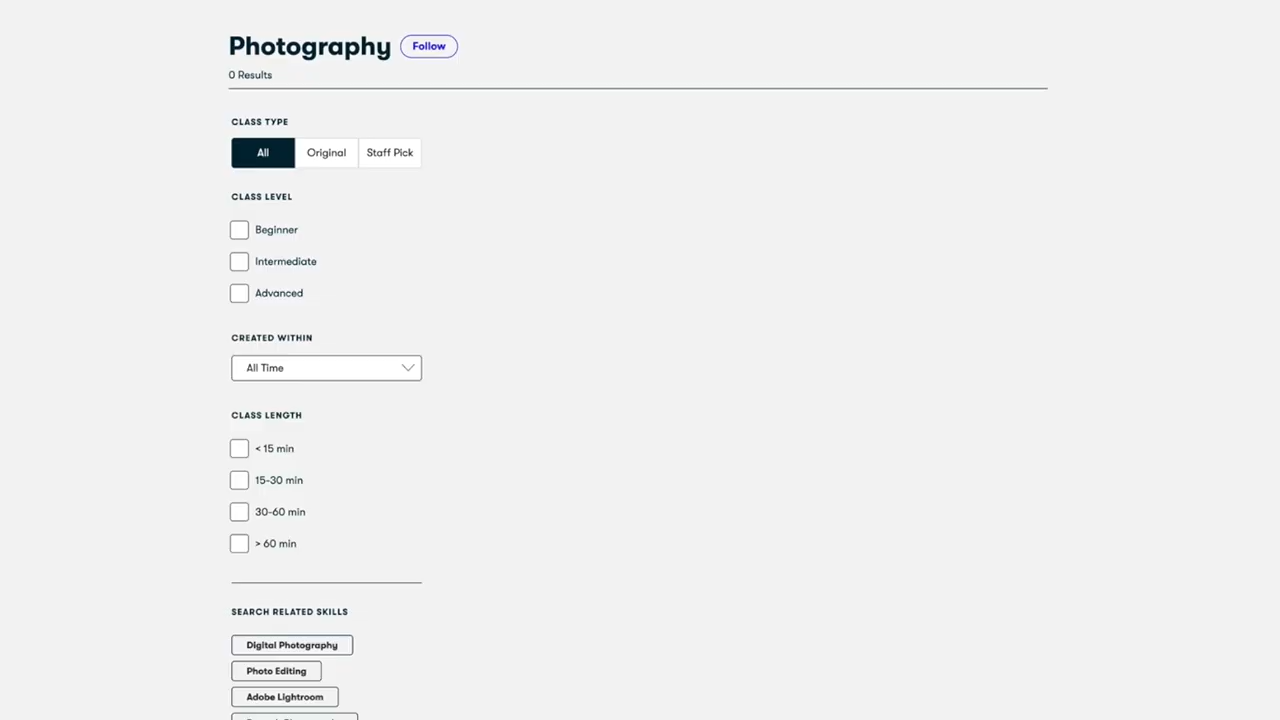 Photography Follow
0 Results
CLASS TYPE
All Original Staff Pick
CLASS LEVEL
Beginner
Intermediate
Advanced
CREATED WITHIN
All Time
CLASS LENGTH
< 15 min
15-30 min
30-60 min
> 60 min
SEARCH RELATED SKILLS
Digital Photography
Photo Editing
Adobe Lightroom